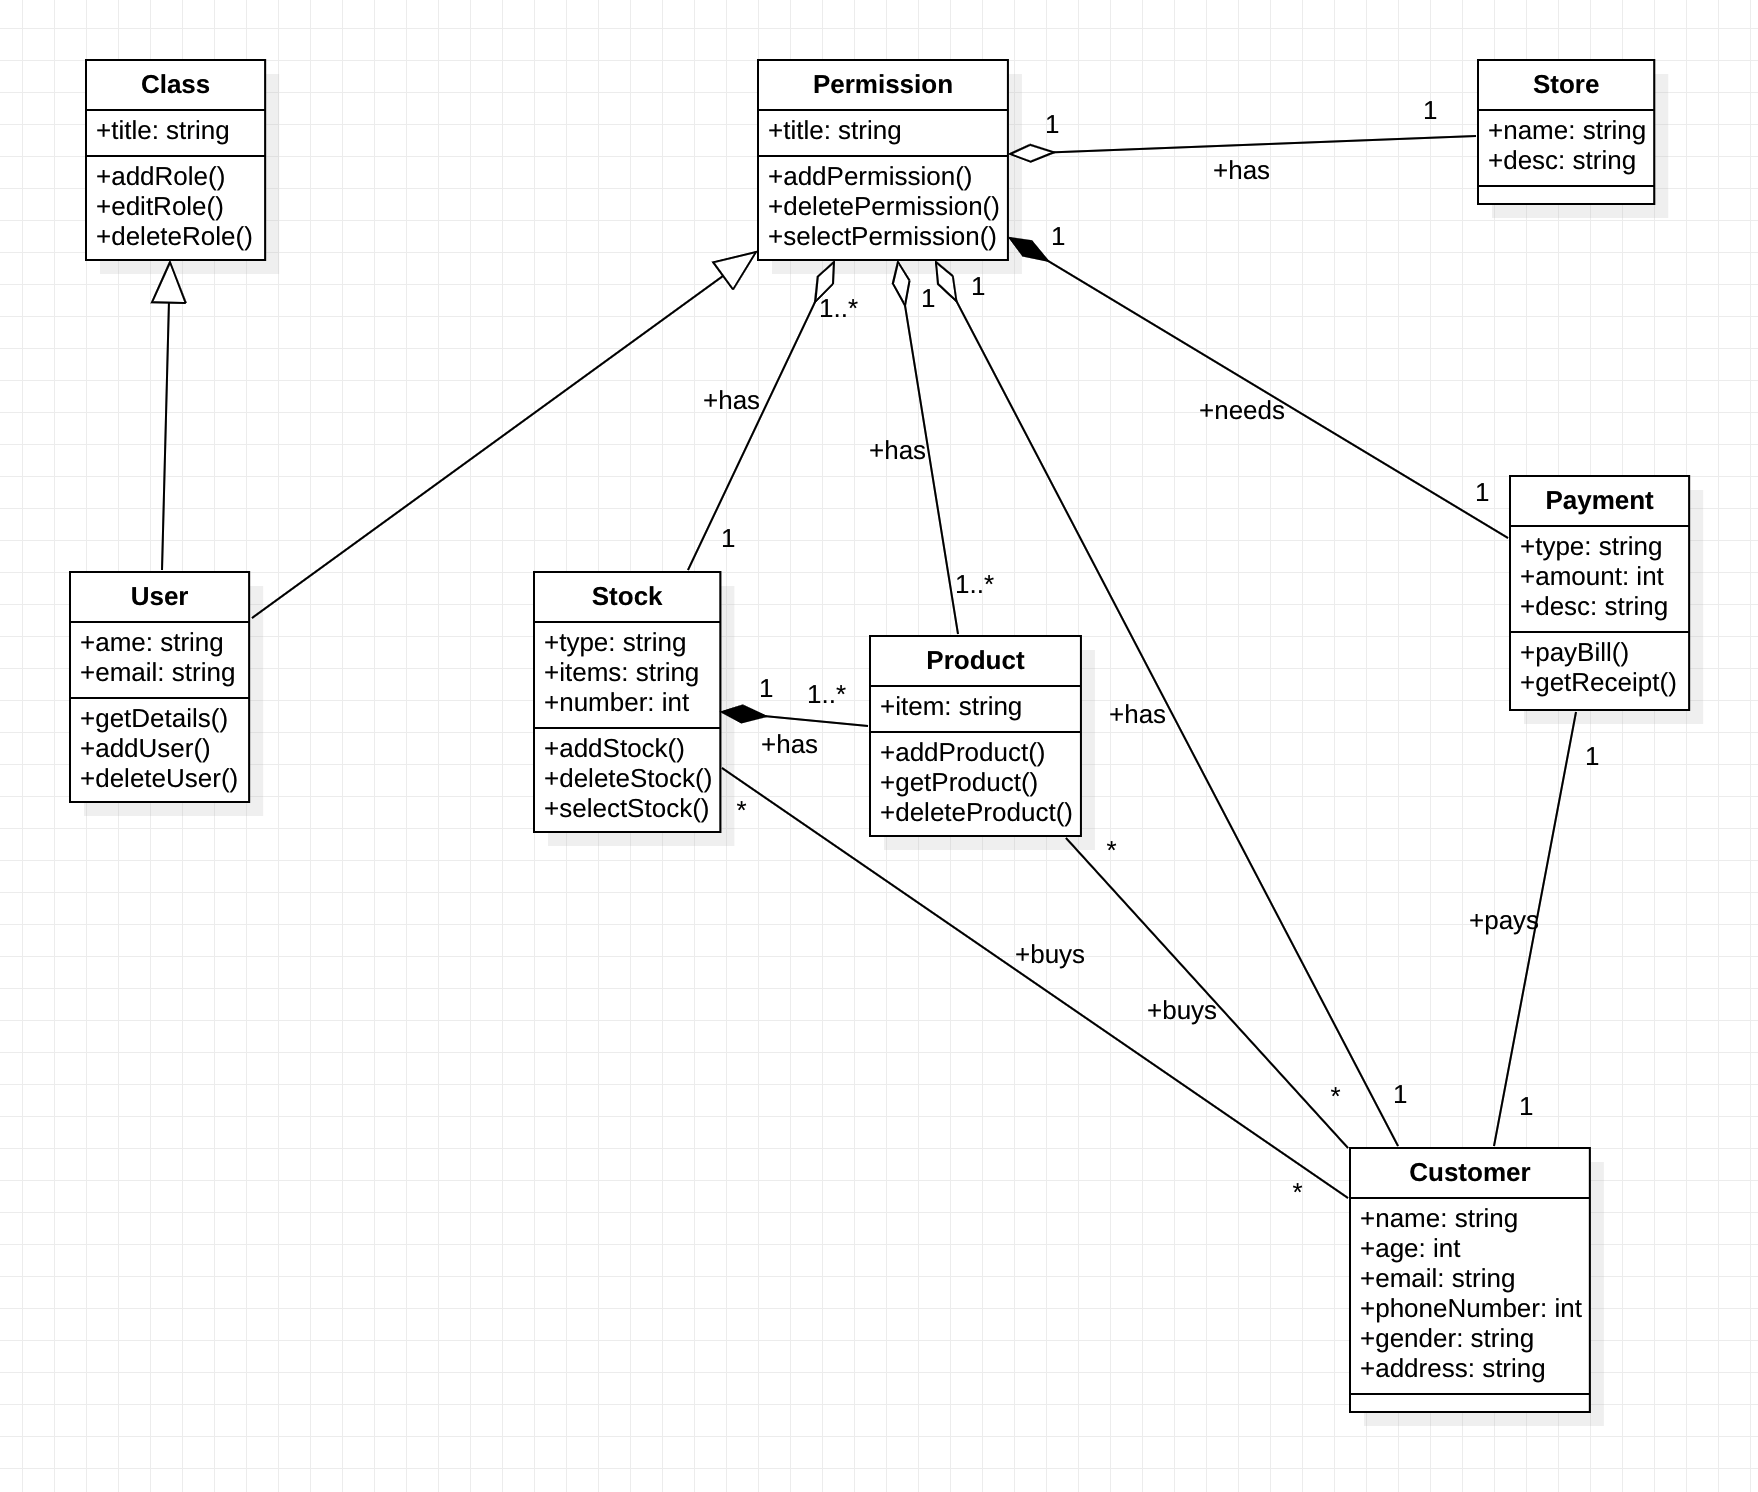 Class
+title: string
+addRole()
+editRole()
+deleteRole()
Permission
+title: string
+addPermission()
+deletePermission()
+selectPermission()
Store
+name: string
+desc: string
1
1
+has
1
1..*
1
1
+has
+has
+needs
1
1
1..*
User
+ame: string
+email: string
+getDetails()
+addUser()
+deleteUser()
Stock
+type: string
+items: string
+number: int
+addStock()
+deleteStock()
+selectStock()
1
1..*
+has
*
Product
+item: string
+addProduct()
+getProduct()
+deleteProduct()
*
+has
Payment
+type: string
+amount: int
+desc: string
+payBill()
+getReceipt()
1
+pays
+buys
+buys
*
1
1
*
Customer
+name: string
+age: int
+email: string
+phoneNumber: int
+gender: string
+address: string